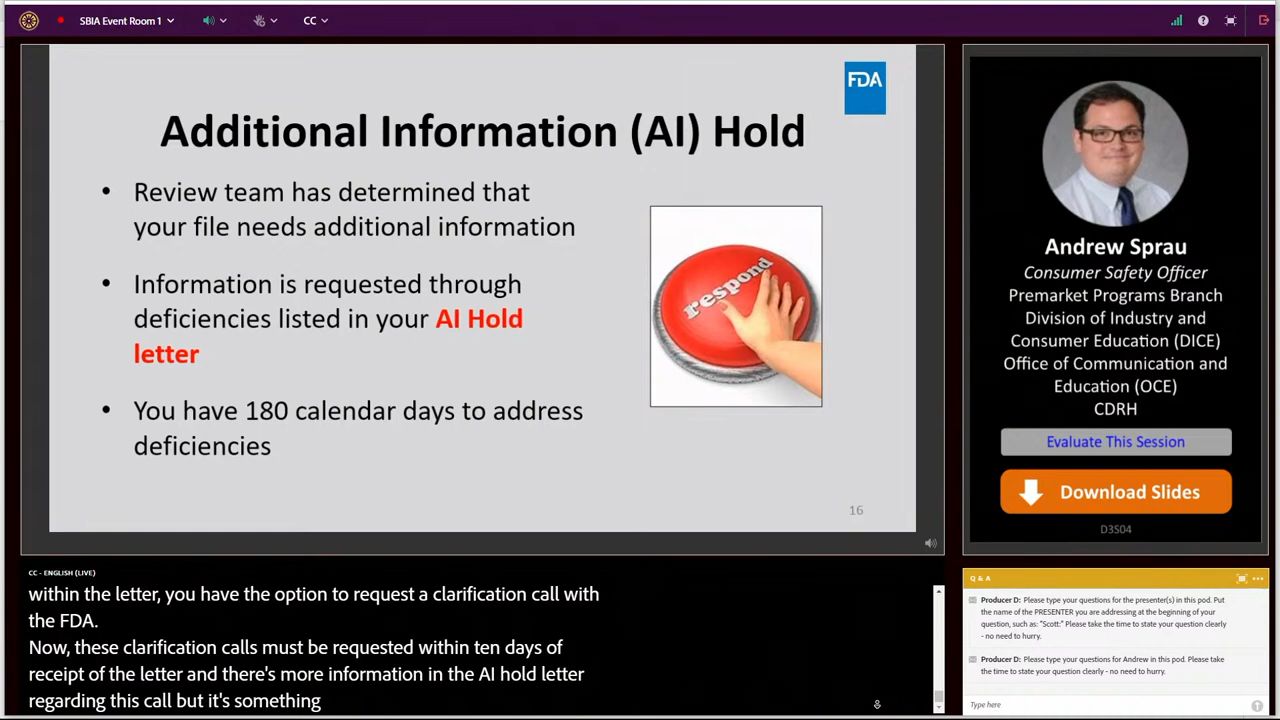 SBIA Event Room 1
CC
FDA
Additional Information (AI) Hold
• Review team has determined that
your file needs additional information
• Information is requested through
deficiencies listed in your AI Hold
letter
• You have 180 calendar days to address
deficiencies
respond
16
Andrew Sprau
Consumer Safety Officer
Premarket Programs Branch
Division of Industry and
Consumer Education (DICE)
Office of Communication and
Education (OCE)
CDRH
Evaluate This Session
Download Slides
D3S04
CC - ENGLISH (LIVE)
within the letter, you have the option to request a clarification call with
the FDA.
Now, these clarification calls must be requested within ten days of
receipt of the letter and there's more information in the AI hold letter
regarding this call but it's something
Q & A
Producer D: Please type your questions for the presenter(s) in this pod. Put
the name of the PRESENTER you are addressing at the beginning of your
question, such as: "Scott:" Please take the time to state your question clearly
- no need to hurry.
Producer D: Please type your questions for Andrew in this pod. Please take
the time to state your question clearly - no need to hurry.
Type here